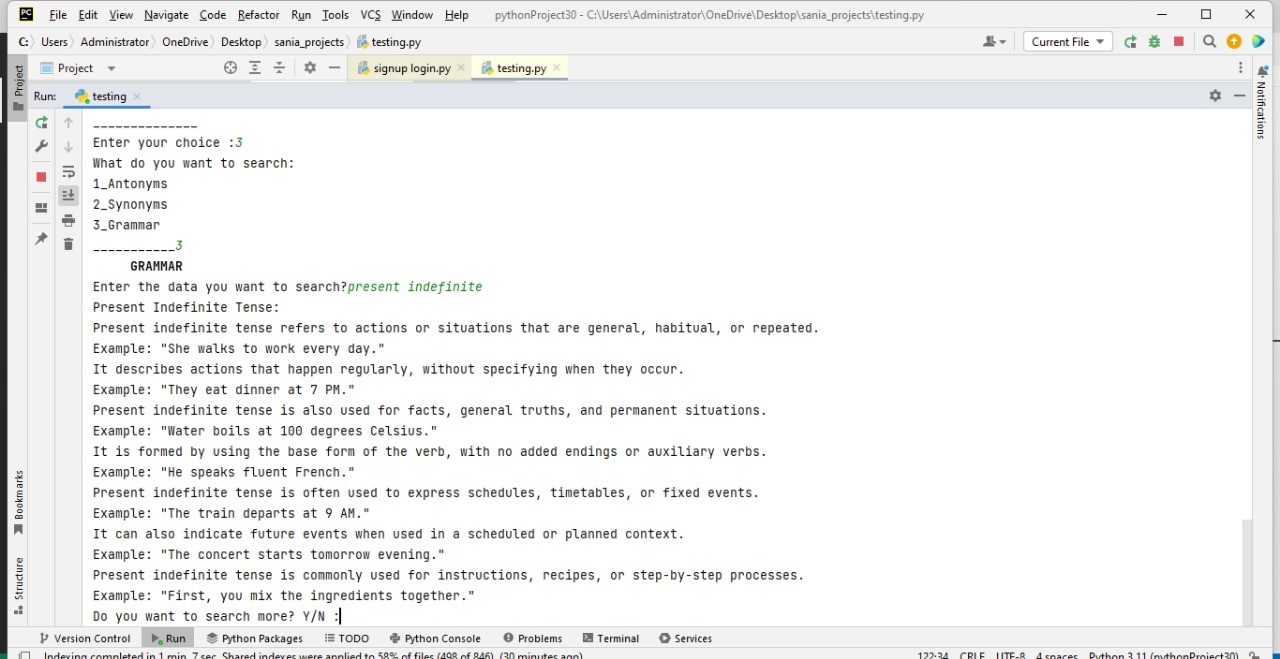 PC File Edit View Navigate Code Refactor Run Tools VCS Window Help pythonProject30 - C:\Users\Administrator\OneDrive\Desktop\sania_projects\testing.py
C: Users Administrator OneDrive Desktop sania_projects testing.py Current File
Project Project signup login.py testing.py
Notifications
Run: testing
______________
Enter your choice :3
What do you want to search:
1_Antonyms
2_Synonyms
3_Grammar
___________3
GRAMMAR
Enter the data you want to search?present indefinite
Present Indefinite Tense:
Present indefinite tense refers to actions or situations that are general, habitual, or repeated.
Example: "She walks to work every day."
It describes actions that happen regularly, without specifying when they occur.
Example: "They eat dinner at 7 PM."
Present indefinite tense is also used for facts, general truths, and permanent situations.
Example: "Water boils at 100 degrees Celsius."
It is formed by using the base form of the verb, with no added endings or auxiliary verbs.
Example: "He speaks fluent French."
Present indefinite tense is often used to express schedules, timetables, or fixed events.
Example: "The train departs at 9 AM."
It can also indicate future events when used in a scheduled or planned context.
Example: "The concert starts tomorrow evening."
Present indefinite tense is commonly used for instructions, recipes, or step-by-step processes.
Example: "First, you mix the ingredients together."
Do you want to search more? Y/N :
Bookmarks
Structure
Version Control Run Python Packages TODO Python Console Problems Terminal Services
Indexing completed in 1 min, 7 sec. Shared indexes were applied to 58% of files (498 of 846). (30 minutes ago) 122:34 CRLF UTF-8 4 spaces Python 3.11 (pythonProject30)